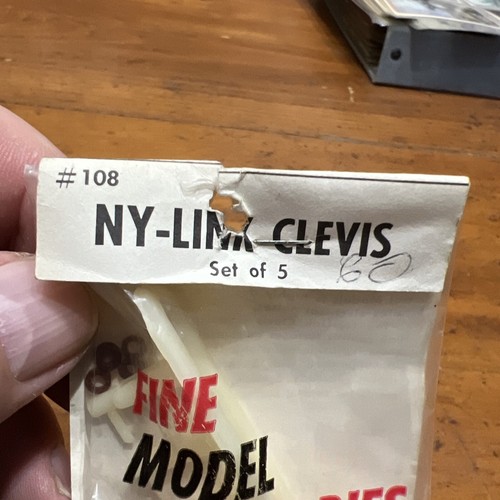 #108
NY-LINK CLEVIS
Set of 5
60
FINE
MODEL